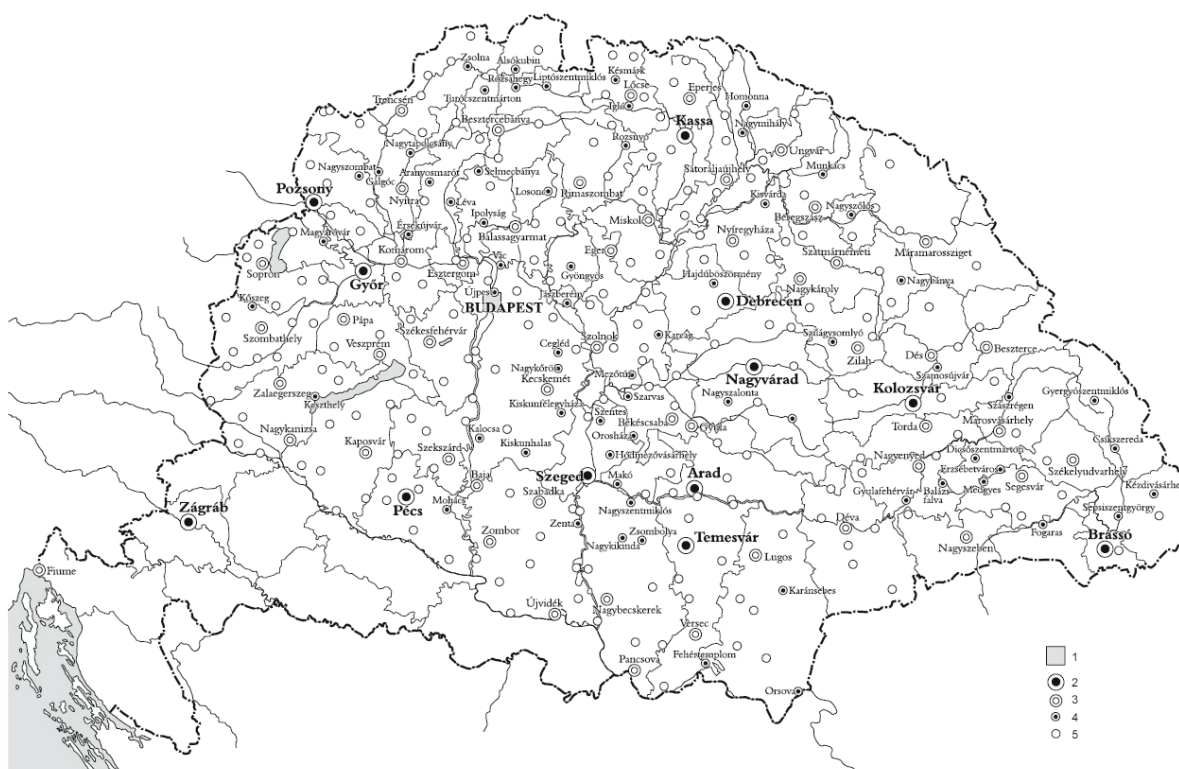 Zsolna
Alsókubin
Rózsahegy
Liptószentmiklós
Turócszentmárton
Késmárk
Lőcse
Igló
Eperjes
Homonna
Trencsén
Besztercebánya
Kassa
Nagymihály
Rozsnyó
Ungvár
Nagytapolcsány
Nagyszombat
Galgóc
Aranyosmarót
Selmecbánya
Sátoraljaújhely
Munkács
Pozsony
Nyitra
Léva
Losonc
Rimaszombat
Kisvárda
Beregszász
Nagyszőlős
Ipolyság
Balassagyarmat
Miskolc
Magyaróvár
Érsekújvár
Nyíregyháza
Máramarossziget
Komárom
Vác
Eger
Szatmárnémeti
Sopron
Esztergom
Gyöngyös
Hajdúböszörmény
Nagykároly
Nagybánya
Győr
Újpest
BUDAPEST
Jászberény
Debrecen
Kőszeg
Pápa
Székesfehérvár
Szombathely
Veszprém
Cegléd
Szolnok
Karcag
Szilágysomlyó
Zilah
Dés
Beszterce
Nagykőrös
Kecskemét
Mezőtúr
Nagyvárad
Szamosújvár
Zalaegerszeg
Keszthely
Kiskunfélegyháza
Szarvas
Nagyszalonta
Kolozsvár
Szászrégen
Gyergyószentmiklós
Nagykanizsa
Kaposvár
Szekszárd
Kalocsa
Szentes
Békéscsaba
Gyula
Orosháza
Torda
Marosvásárhely
Kiskunhalas
Hódmezővásárhely
Dicsőszentmárton
Csíkszereda
Nagyenyed
Erzsébetváros
Székelyudvarhely
Szeged
Makó
Arad
Baja
Szabadka
Gyulafehérvár
Balázs
falva
Medgyes
Segesvár
Kézdivásárhely
Pécs
Mohács
Nagyszentmiklós
Sepsiszentgyörgy
Zágráb
Zombor
Zenta
Zsombolya
Nagykikinda
Temesvár
Déva
Fogaras
Nagyszeben
Brassó
Lugos
Fiume
Karánsebes
Újvidék
Nagybecskerek
Versec
Pancsova
Fehértemplom
Orsova
1
2
3
4
5